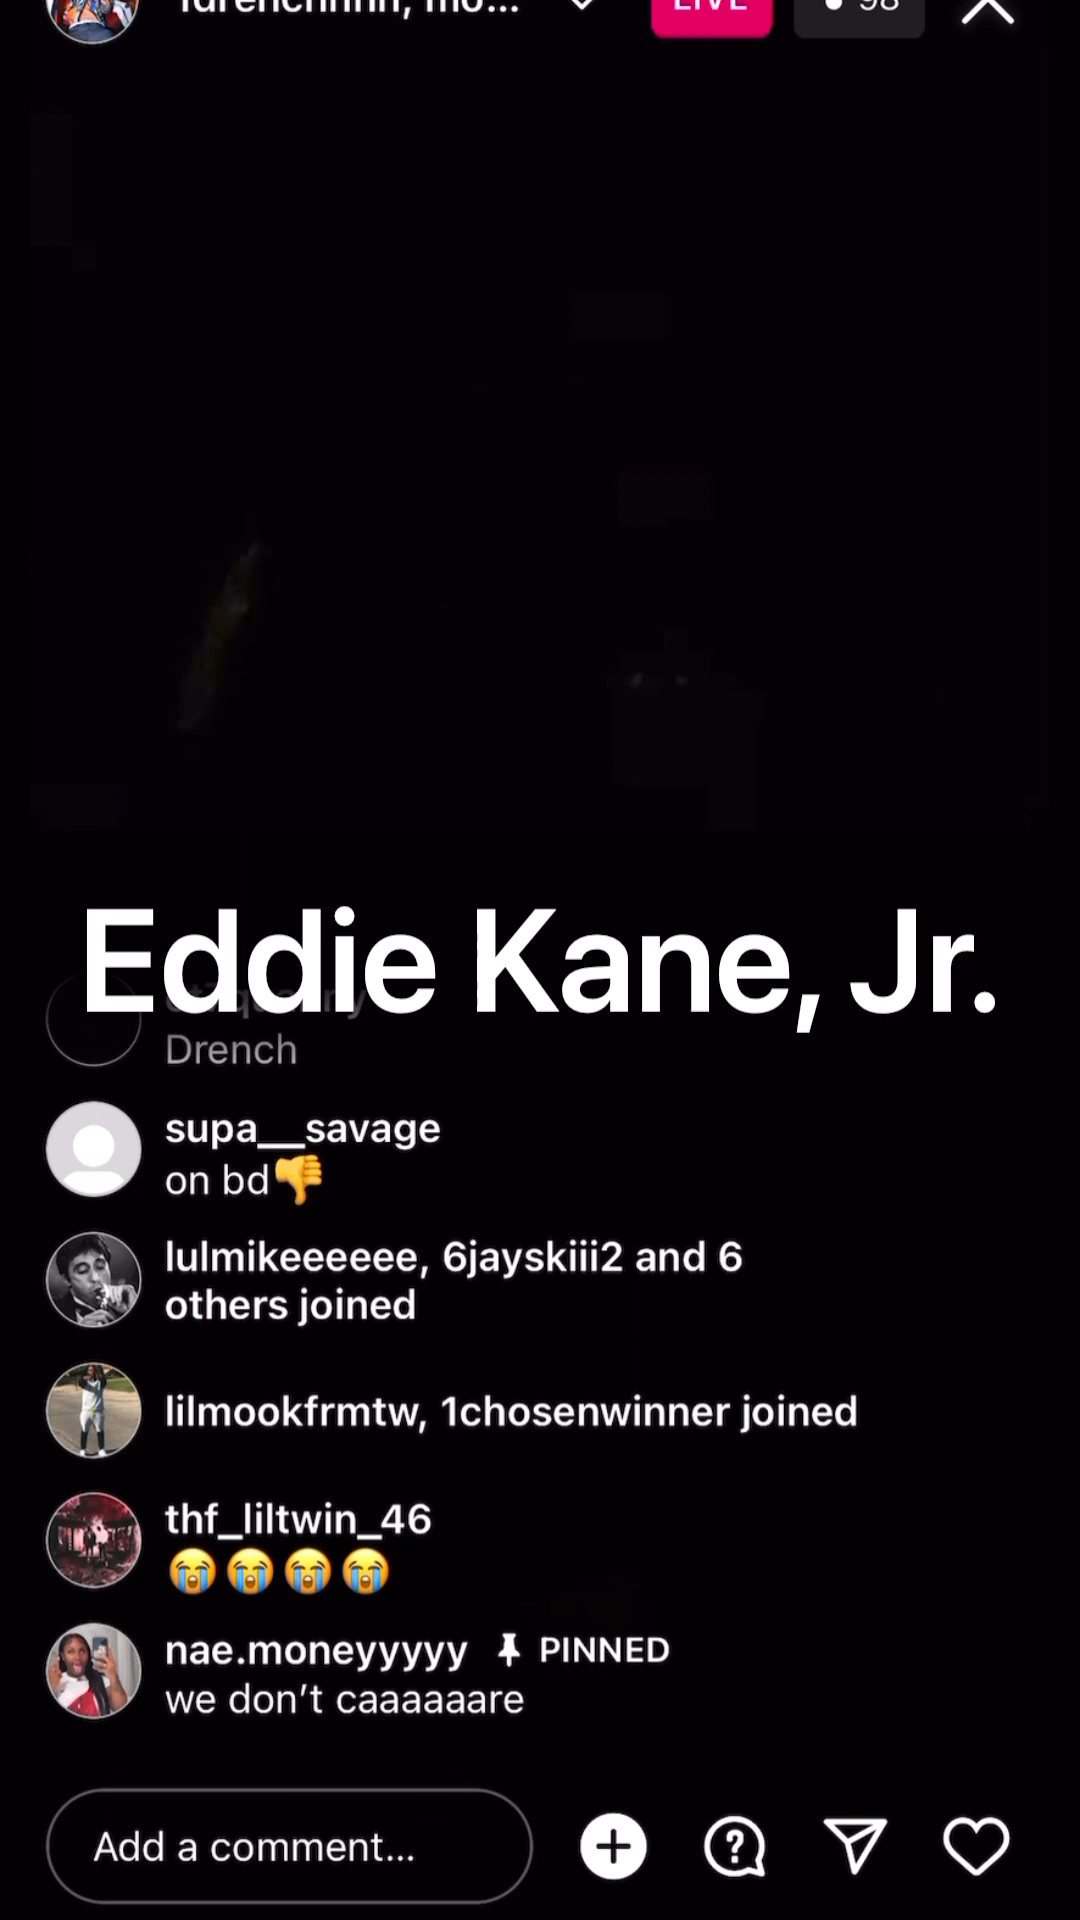 LIVE
98
Eddie Kane, Jr.
Drench
supa__savage
on bd👎
lulmikeeeeee, 6jayskiii2 and 6
others joined
lilmookfrmtw, 1chosenwinner joined
thf_liltwin_46
😭😭😭😭
nae.moneyyyyy PINNED
we don’t caaaaaare
Add a comment...